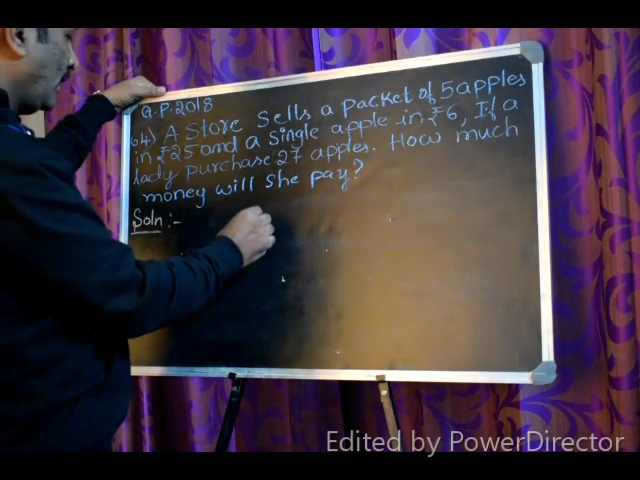 Q.P.2018
64) A Store Sells a packet of 5 apples
in ₹25 and a single apple in ₹6, If a
lady purchase 27 apples. How much
money will she pay?
Soln :-
Edited by PowerDirector